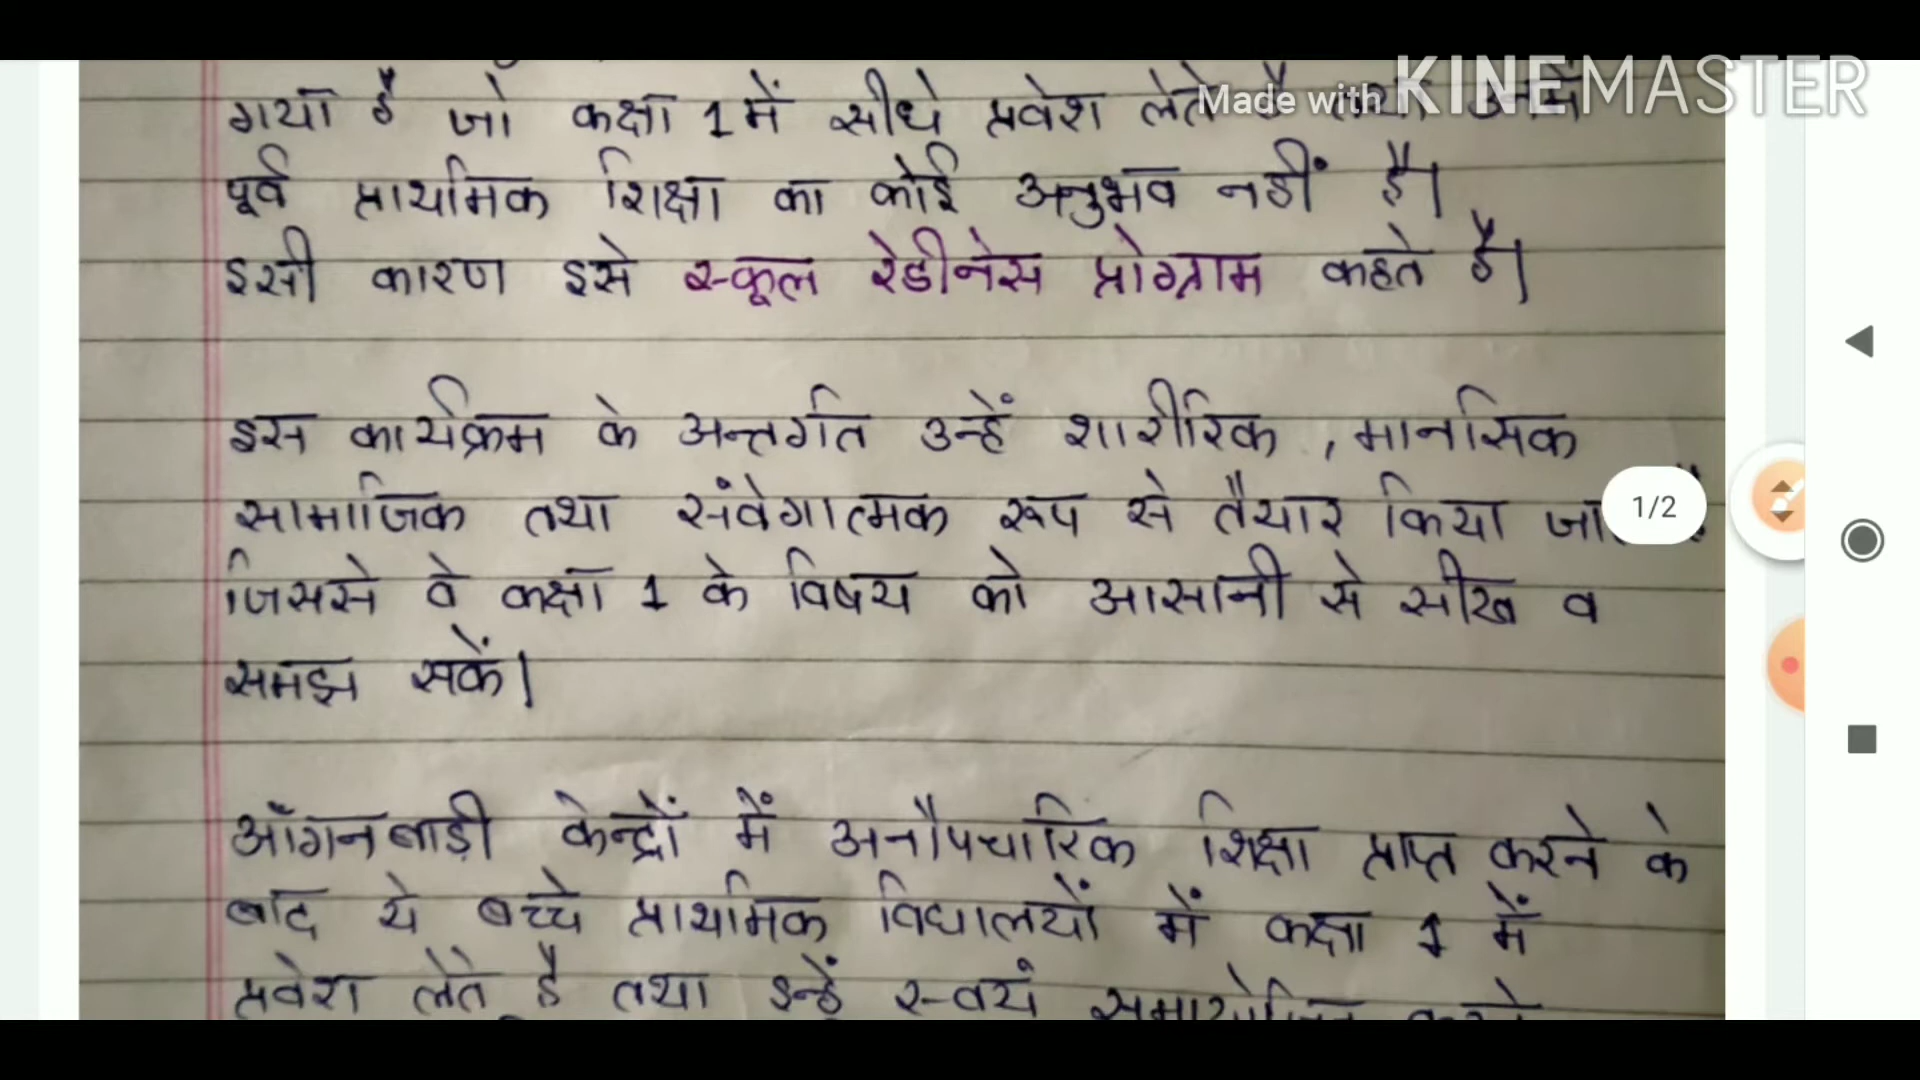 Made with KINEMASTER
गया है जो कक्षा 1 में सीधे प्रवेश लेते है तथा उनमें
पूर्व प्राथमिक शिक्षा का कोई अनुभव नहीं है।
इसी कारण इसे स्कूल रेडीनेस प्रोग्राम कहते है।
इस कार्यक्रम के अन्तर्गत उन्हें शारीरिक , मानसिक
सामाजिक तथा संवेगात्मक रूप से तैयार किया
1/2
जिससे वे कक्षा 1 के विषय को आसानी से सीख व
समझ सकें।
आँगनबाड़ी केन्द्रों में अनौपचारिक शिक्षा प्राप्त करने के
बाद ये बच्चे प्राथमिक विद्यालयों में कक्षा 1 में
प्रवेश लेते है तथा इन्हें स्वयं